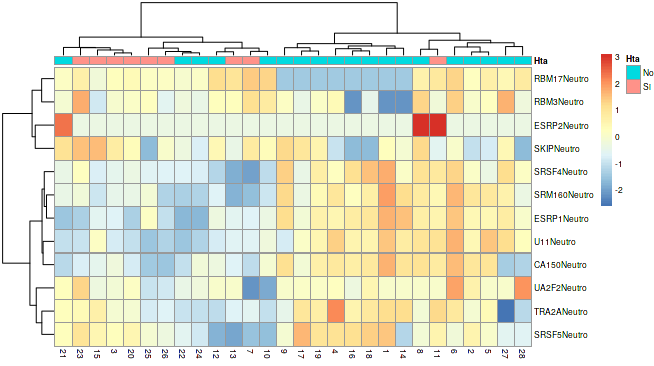 Hta
RBM17Neutro
RBM3Neutro
ESRP2Neutro
SKIPNeutro
SRSF4Neutro
SRM160Neutro
ESRP1Neutro
U11Neutro
CA150Neutro
UA2F2Neutro
TRA2ANeutro
SRSF5Neutro
21 23 15 3 20 25 26 22 24 12 13 7 10 9 17 19 4 16 18 1 14 8 11 6 2 5 27 28
3
2
1
0
-1
-2
Hta
No
SI